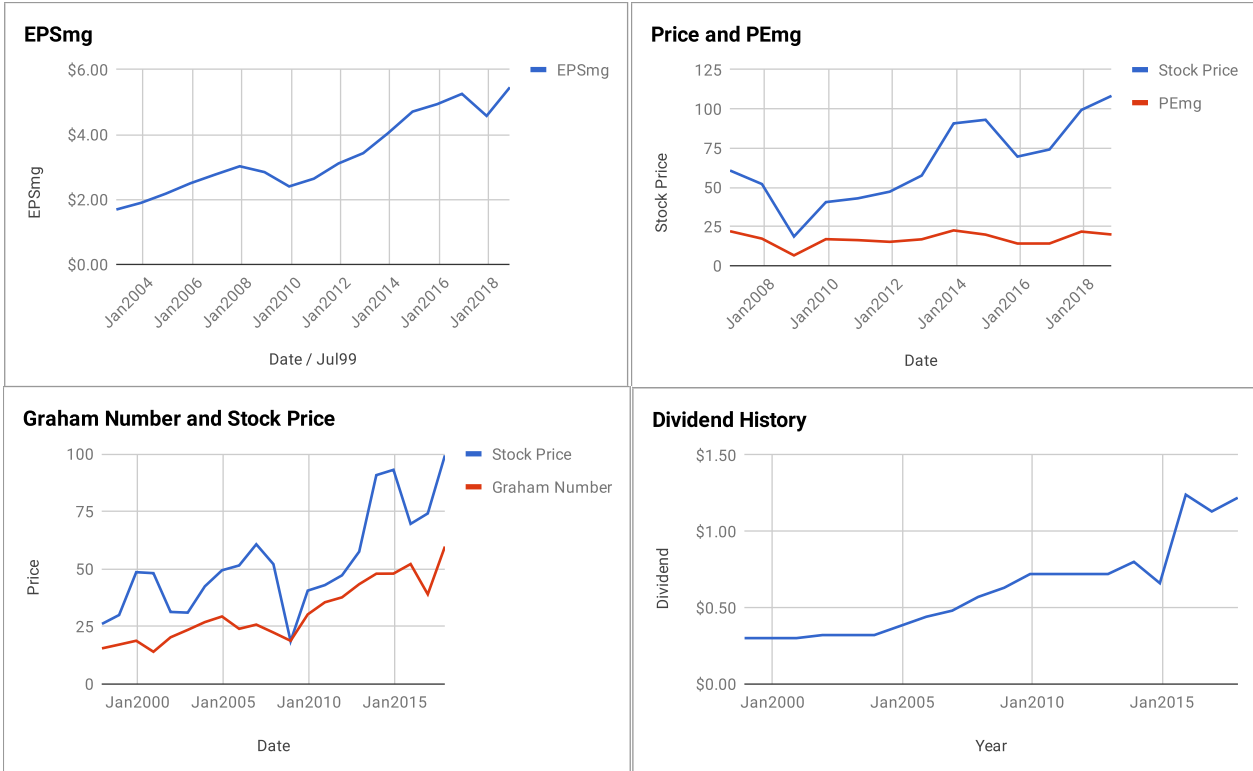 EPSmg
$6.00
$4.00
$2.00
$0.00
EPSmg
EPSmg
Jan2004
Jan2006
Jan2008
Jan2010
Jan2012
Jan2014
Jan2016
Jan2018
Date / Jul99
Price and PEmg
125
100
75
50
25
0
Stock Price
Stock Price
PEmg
Jan2008
Jan2010
Jan2012
Jan2014
Jan2016
Jan2018
Date
Graham Number and Stock Price
100
75
50
25
0
Price
Stock Price
Graham Number
Jan2000
Jan2005
Jan2010
Jan2015
Date
Dividend History
$1.50
$1.00
$0.50
$0.00
Dividend
Jan2000
Jan2005
Jan2010
Jan2015
Year